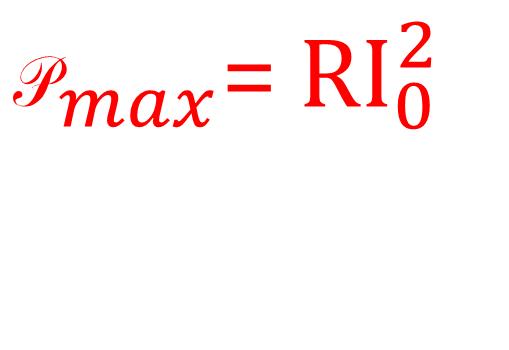 𝒫ₘₐₓ = RI₀²